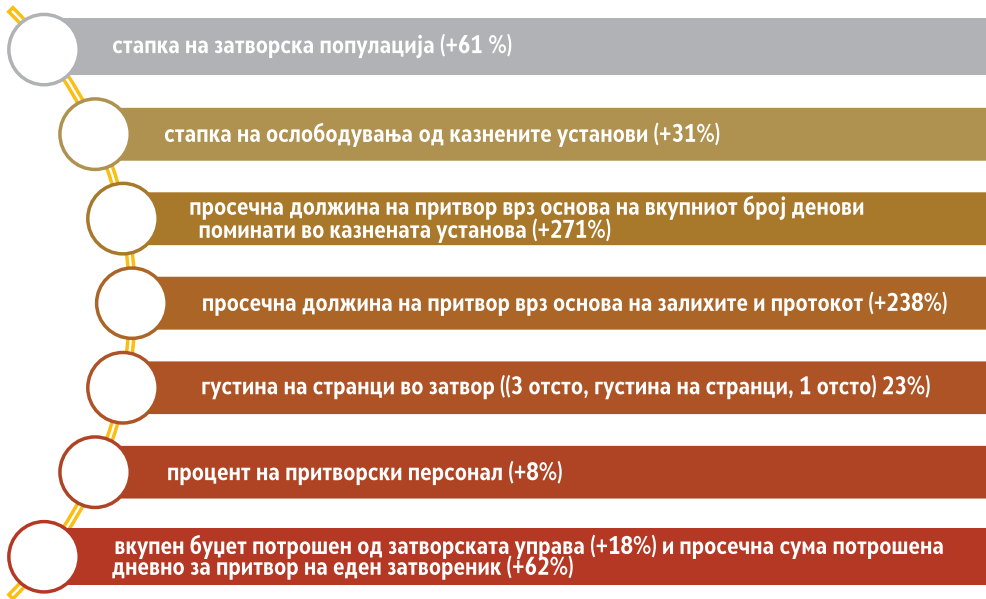 стапка на затворска популација (+61 %)
стапка на ослободувања од казнените установи (+31%)
просечна должина на притвор врз основа на вкупниот број денови
поминати во казнената установа (+271%)
просечна должина на притвор врз основа на залихите и протокот (+238%)
густина на странци во затвор ((3 отсто, густина на странци, 1 отсто) 23%)
процент на притворски персонал (+8%)
вкупен буџет потрошен од затворската управа (+18%) и просечна сума потрошена
дневно за притвор на еден затвореник (+62%)